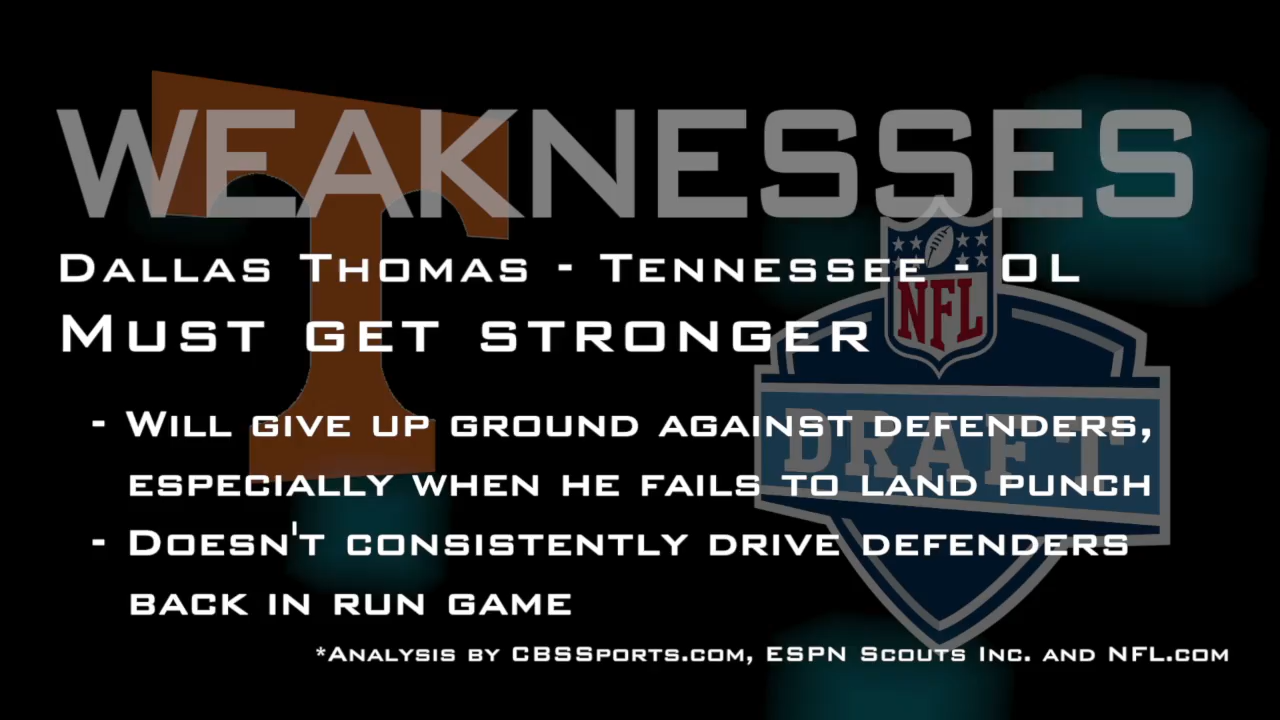 WEAKNESSES
DALLAS THOMAS - TENNESSEE - OL
MUST GET STRONGER
- WILL GIVE UP GROUND AGAINST DEFENDERS,
ESPECIALLY WHEN HE FAILS TO LAND PUNCH
- DOESN'T CONSISTENTLY DRIVE DEFENDERS
BACK IN RUN GAME
*ANALYSIS BY CBSSPORTS.COM, ESPN SCOUTS INC. AND NFL.COM
T
NFL
DRAFT